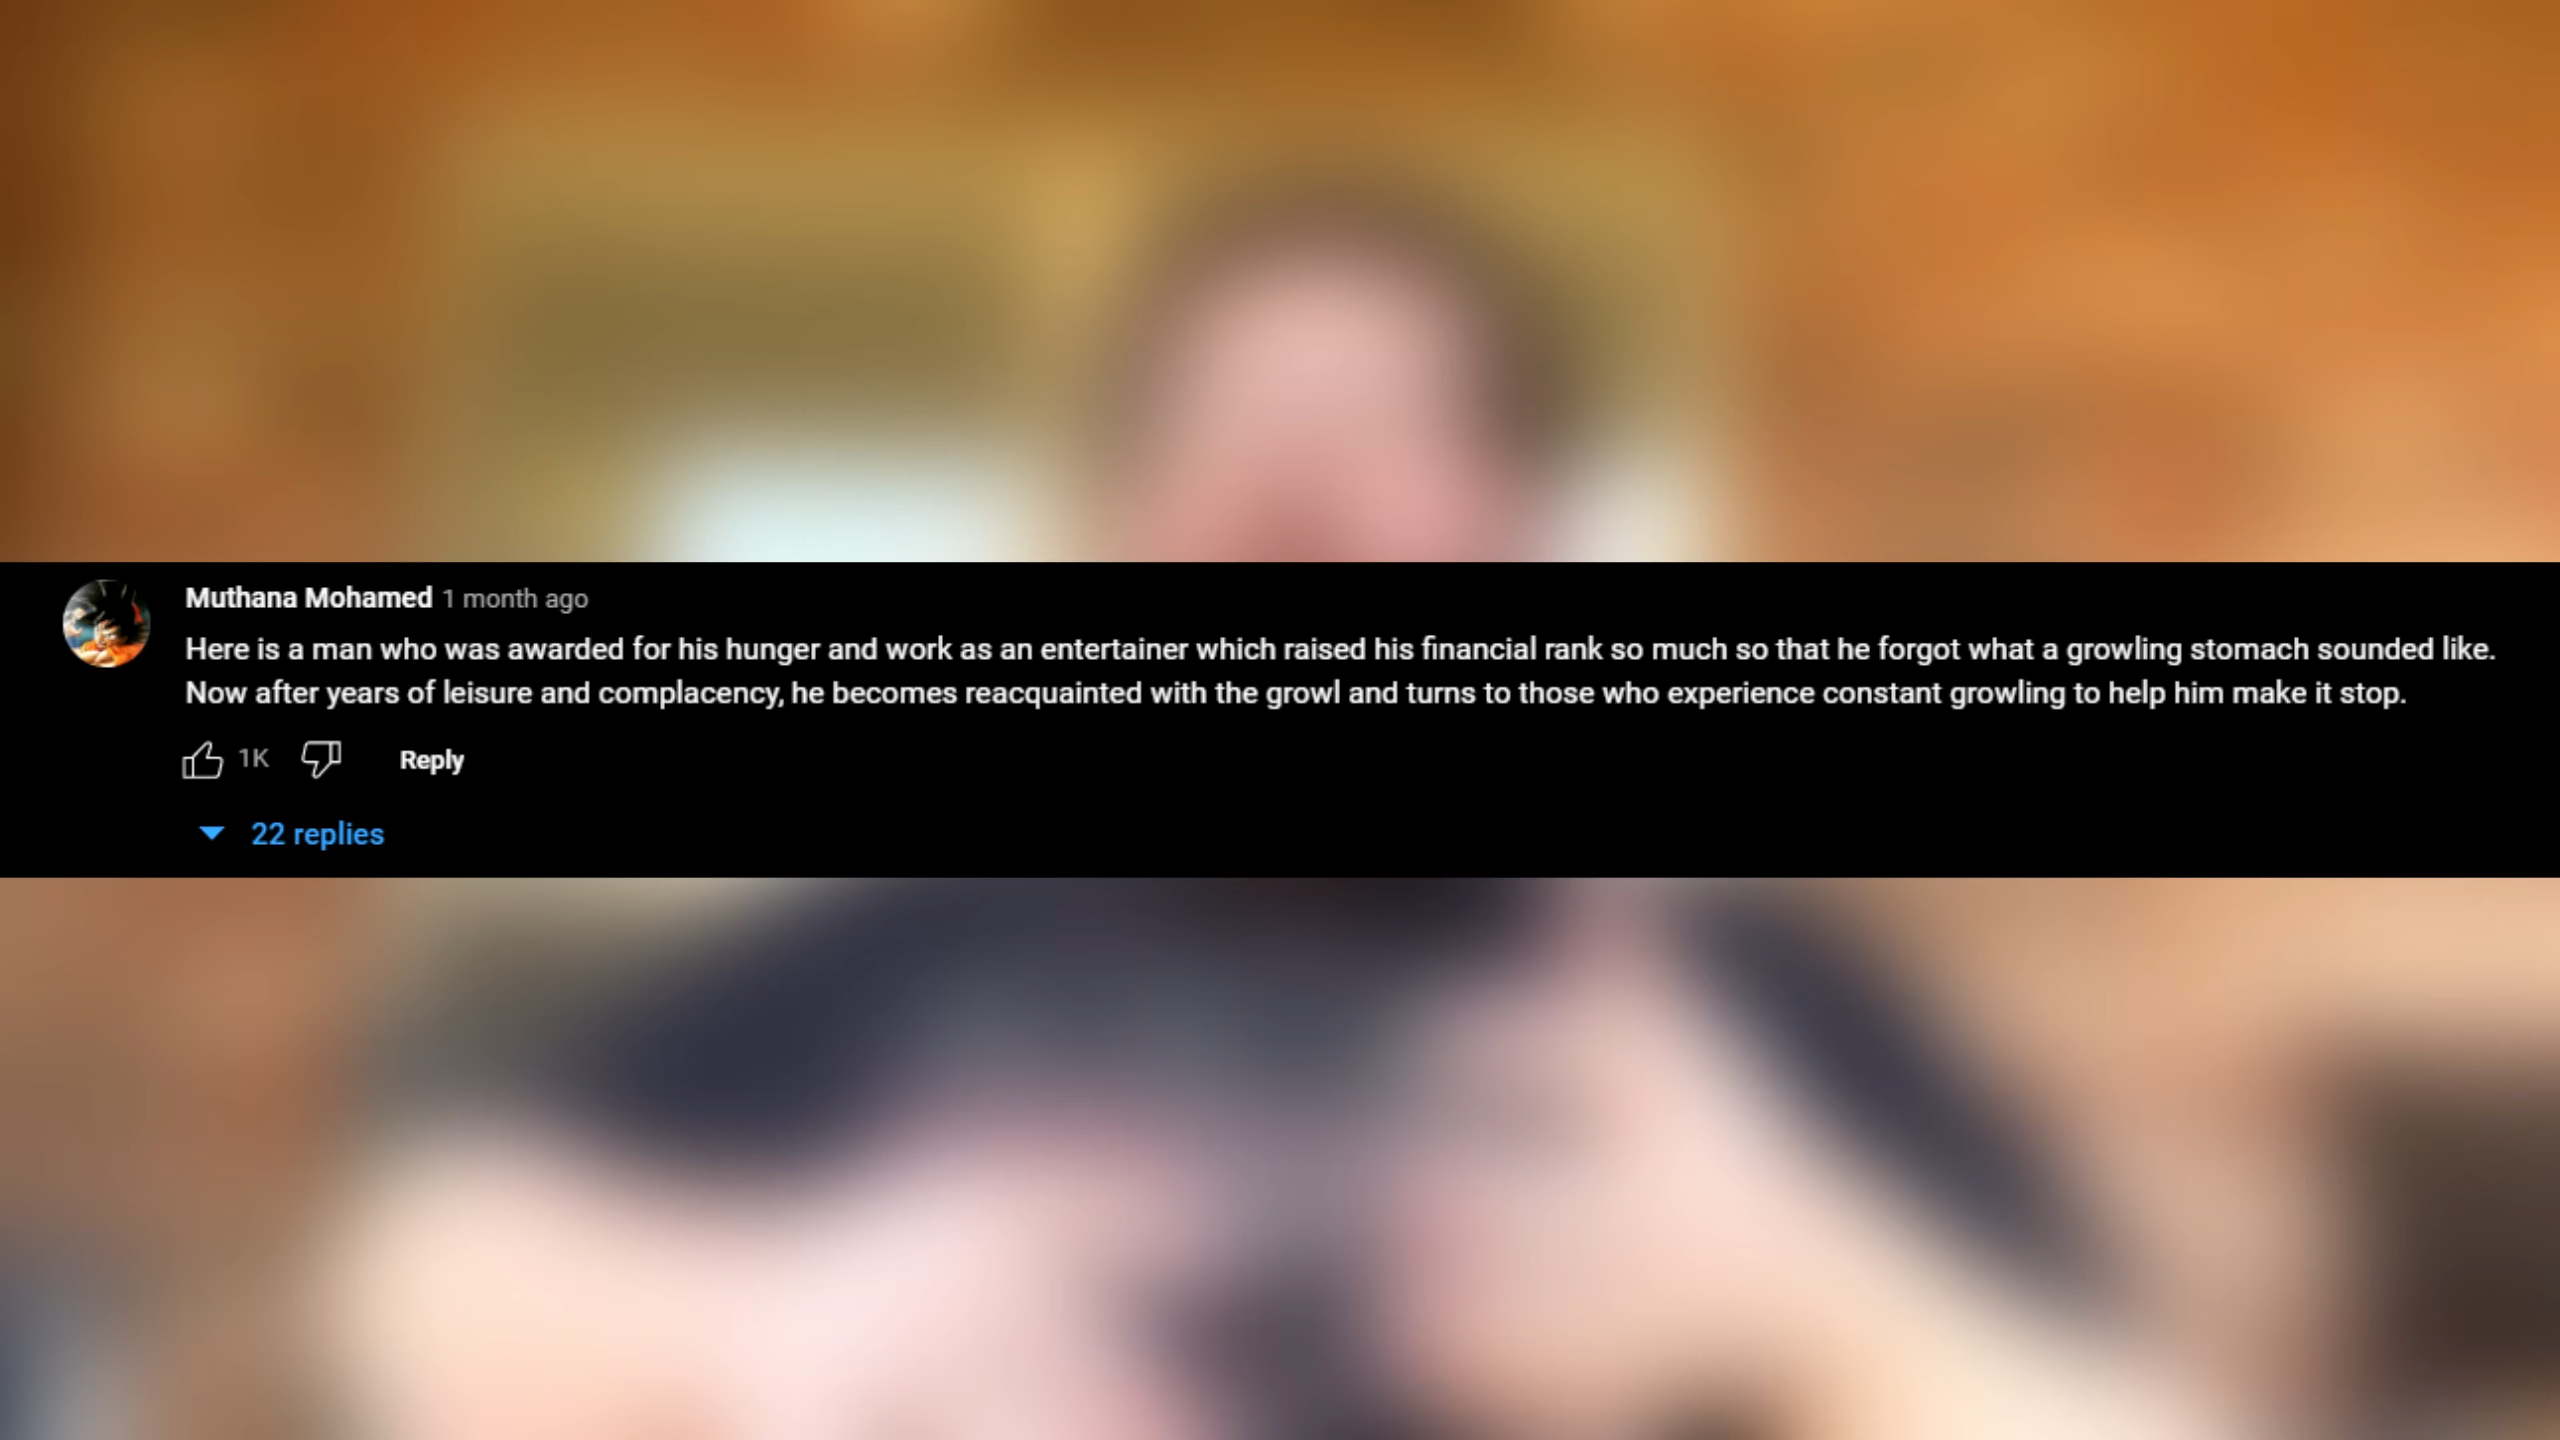 Muthana Mohamed 1 month ago
Here is a man who was awarded for his hunger and work as an entertainer which raised his financial rank so much so that he forgot what a growling stomach sounded like.
Now after years of leisure and complacency, he becomes reacquainted with the growl and turns to those who experience constant growling to help him make it stop.
1K Reply
22 replies